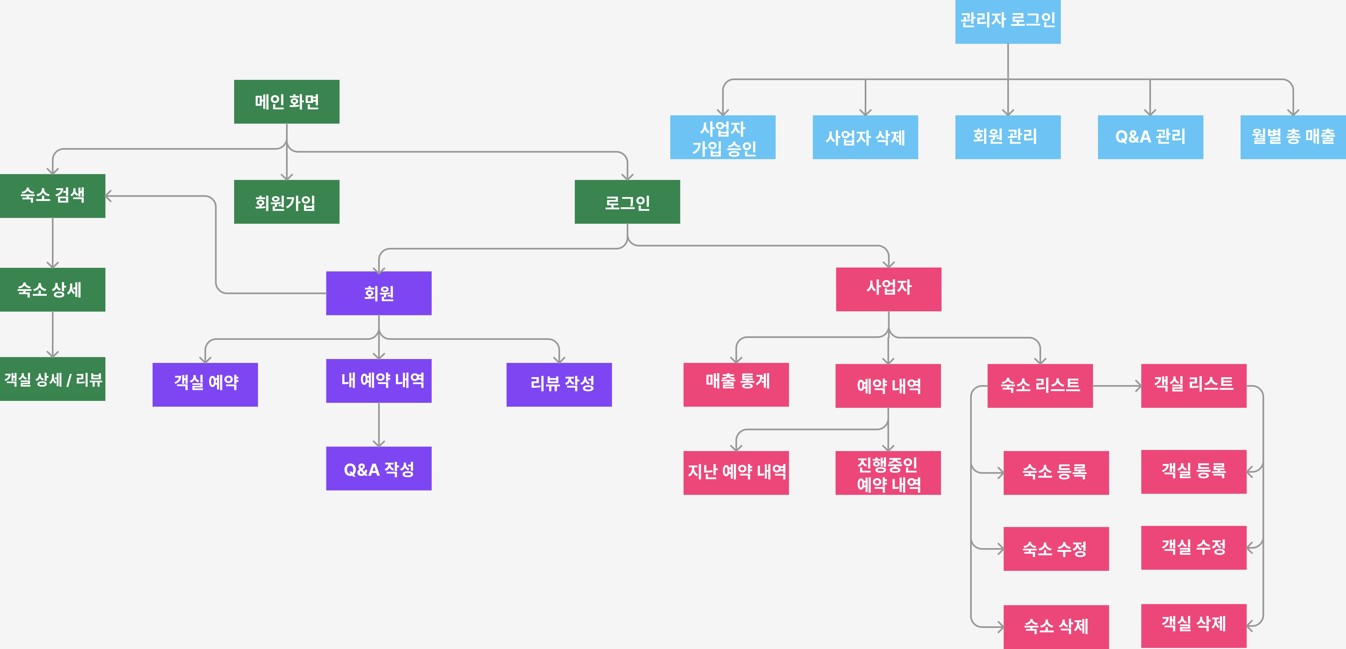 관리자 로그인
메인 화면
사업자
가입 승인
사업자 삭제
회원 관리
Q&A 관리
월별 총 매출
숙소 검색
회원가입
로그인
숙소 상세
회원
사업자
객실 상세 / 리뷰
객실 예약
내 예약 내역
리뷰 작성
매출 통계
예약 내역
숙소 리스트
객실 리스트
Q&A 작성
지난 예약 내역
진행중인
예약 내역
숙소 등록
객실 등록
숙소 수정
객실 수정
숙소 삭제
객실 삭제